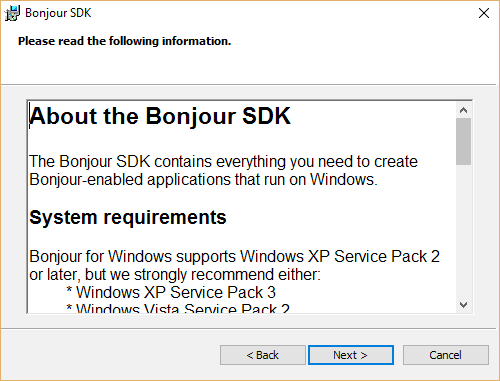 Bonjour SDK
Please read the following information.
About the Bonjour SDK
The Bonjour SDK contains everything you need to create
Bonjour-enabled applications that run on Windows.
System requirements
Bonjour for Windows supports Windows XP Service Pack 2
or later, but we strongly recommend either:
* Windows XP Service Pack 3
* Windows Vista Service Pack 2
< Back
Next >
Cancel